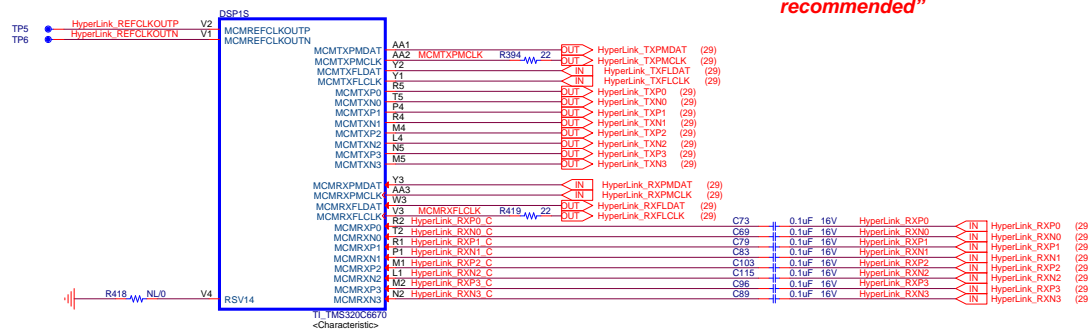 recommended”
DSP1S
TP5 HyperLink_REFCLKOUTP V2 MCMREFCLKOUTP
TP6 HyperLink_REFCLKOUTN V1 MCMREFCLKOUTN
MCMTXPMDAT AA1 OUT HyperLink_TXPMDAT (29)
MCMTXPMCLK AA2 MCMTXPMCLK R394 22 OUT HyperLink_TXPMCLK (29)
MCMTXFLDAT Y2 IN HyperLink_TXFLDAT (29)
MCMTXFLCLK Y1 IN HyperLink_TXFLCLK (29)
MCMTXP0 R5 OUT HyperLink_TXP0 (29)
MCMTXN0 T5 OUT HyperLink_TXN0 (29)
MCMTXP1 P4 OUT HyperLink_TXP1 (29)
MCMTXN1 R4 OUT HyperLink_TXN1 (29)
MCMTXP2 M4 OUT HyperLink_TXP2 (29)
MCMTXN2 L4 OUT HyperLink_TXN2 (29)
MCMTXP3 N5 OUT HyperLink_TXP3 (29)
MCMTXN3 M5 OUT HyperLink_TXN3 (29)
MCMRXPMDAT Y3 IN HyperLink_RXPMDAT (29)
MCMRXPMCLK AA3 IN HyperLink_RXPMCLK (29)
MCMRXFLDAT W3 OUT HyperLink_RXFLDAT (29)
MCMRXFLCLK V3 MCMRXFLCLK R419 22 OUT HyperLink_RXFLCLK (29)
MCMRXP0 R2 HyperLink_RXP0_C C73 0.1uF 16V HyperLink_RXP0 IN HyperLink_RXP0 (29
MCMRXN0 T2 HyperLink_RXN0_C C69 0.1uF 16V HyperLink_RXN0 IN HyperLink_RXN0 (29
MCMRXP1 R1 HyperLink_RXP1_C C79 0.1uF 16V HyperLink_RXP1 IN HyperLink_RXP1 (29
MCMRXN1 P1 HyperLink_RXN1_C C83 0.1uF 16V HyperLink_RXN1 IN HyperLink_RXN1 (29
MCMRXP2 M1 HyperLink_RXP2_C C103 0.1uF 16V HyperLink_RXP2 IN HyperLink_RXP2 (29
MCMRXN2 L1 HyperLink_RXN2_C C115 0.1uF 16V HyperLink_RXN2 IN HyperLink_RXN2 (29
MCMRXP3 M2 HyperLink_RXP3_C C96 0.1uF 16V HyperLink_RXP3 IN HyperLink_RXP3 (29
R418 NL/0 V4 RSV14 MCMRXN3 N2 HyperLink_RXN3_C C89 0.1uF 16V HyperLink_RXN3 IN HyperLink_RXN3 (29
TI_TMS320C6670
<Characteristic>